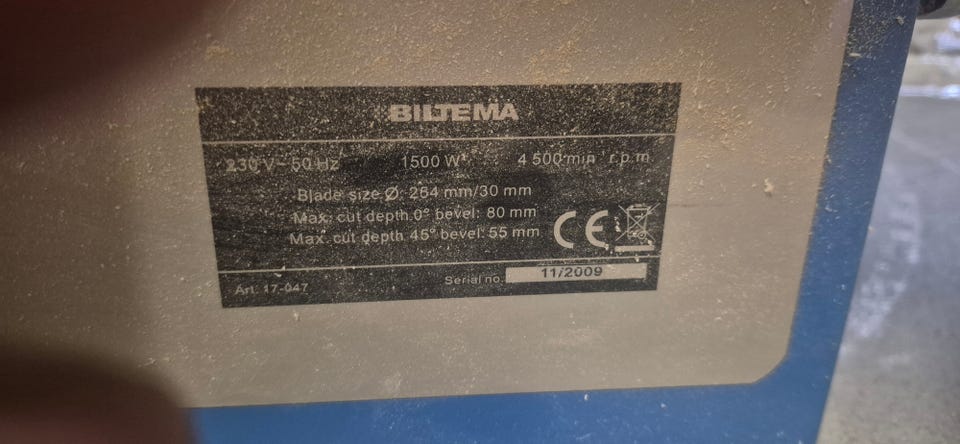 BILTEMA
230 V~ 50 Hz 1500 W 4 500 min r.p.m
Blade size Ø: 254 mm/30 mm
Max. cut depth 0° bevel: 80 mm
Max. cut depth 45° bevel: 55 mm
CE
Art. 17-047 Serial no. 11/2009